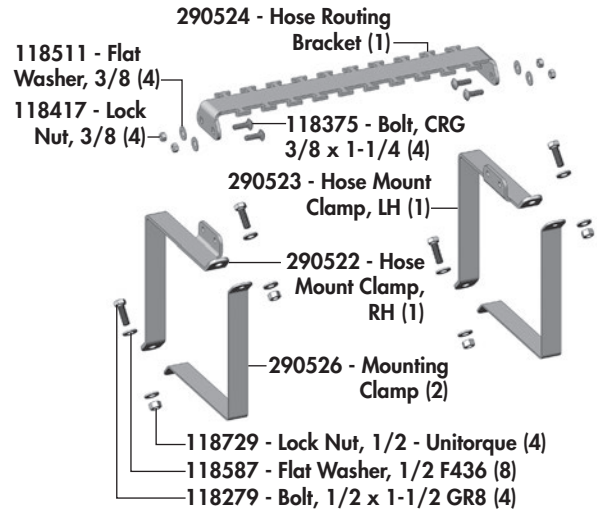 290524 - Hose Routing
Bracket (1)
118511 - Flat
Washer, 3/8 (4)
118417 - Lock
Nut, 3/8 (4)
118375 - Bolt, CRG
3/8 x 1-1/4 (4)
290523 - Hose Mount
Clamp, LH (1)
290522 - Hose
Mount Clamp,
RH (1)
290526 - Mounting
Clamp (2)
118729 - Lock Nut, 1/2 - Unitorque (4)
118587 - Flat Washer, 1/2 F436 (8)
118279 - Bolt, 1/2 x 1-1/2 GR8 (4)